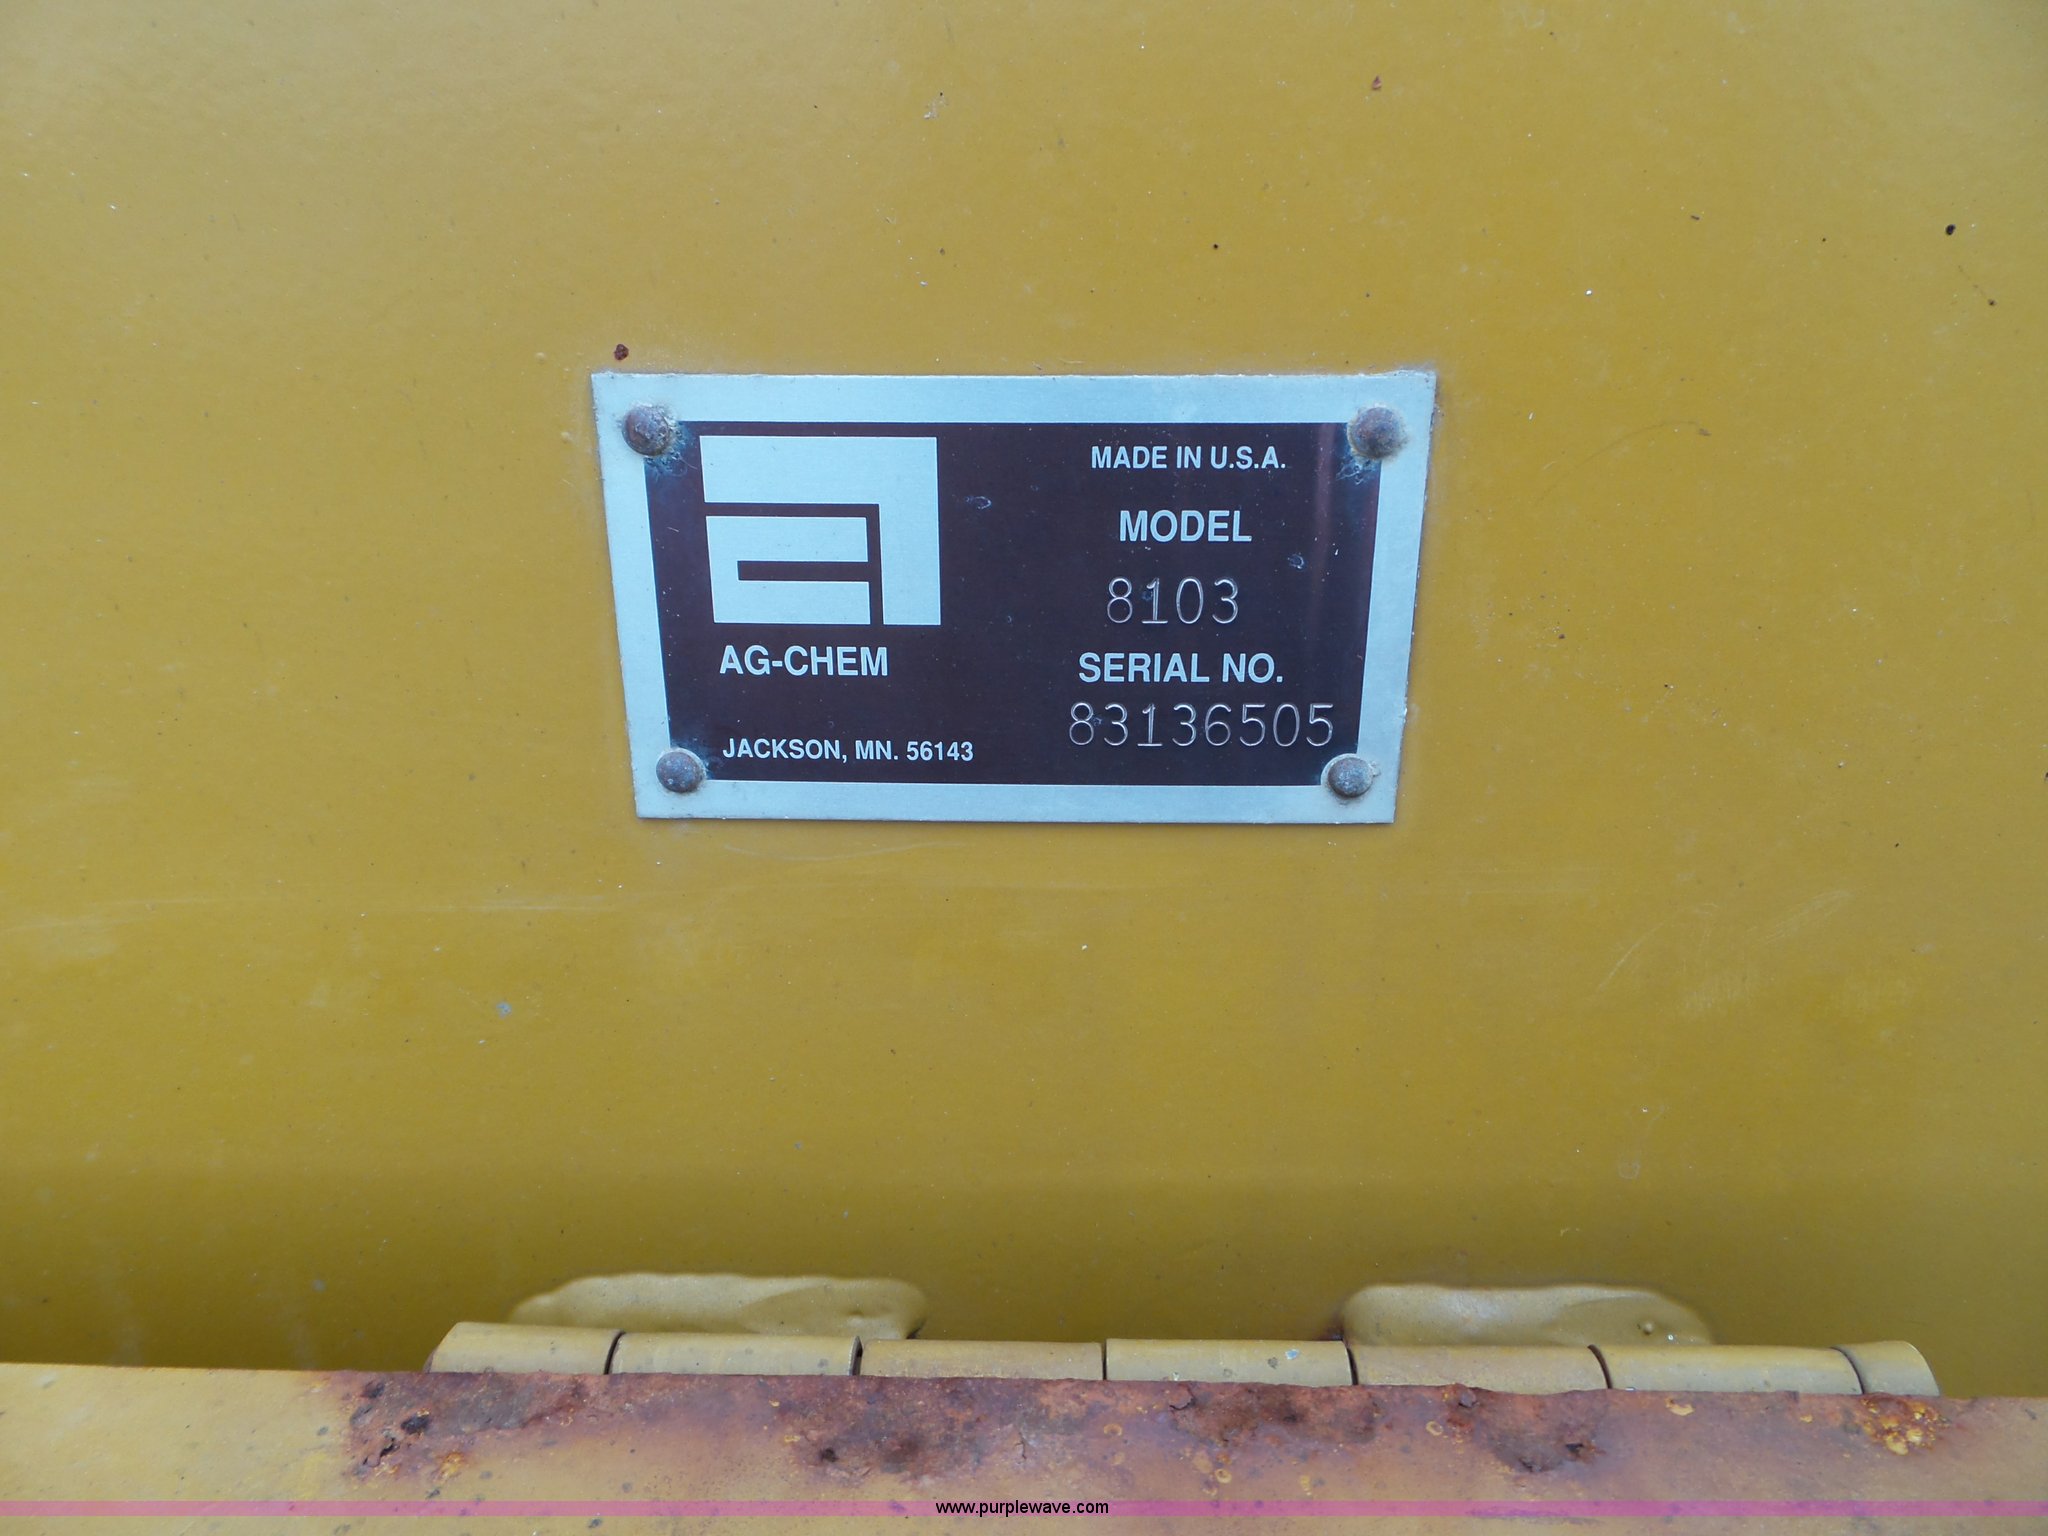 MADE IN U.S.A.
MODEL
8103
AG-CHEM
SERIAL NO.
83136505
JACKSON, MN. 56143
www.purplewave.com